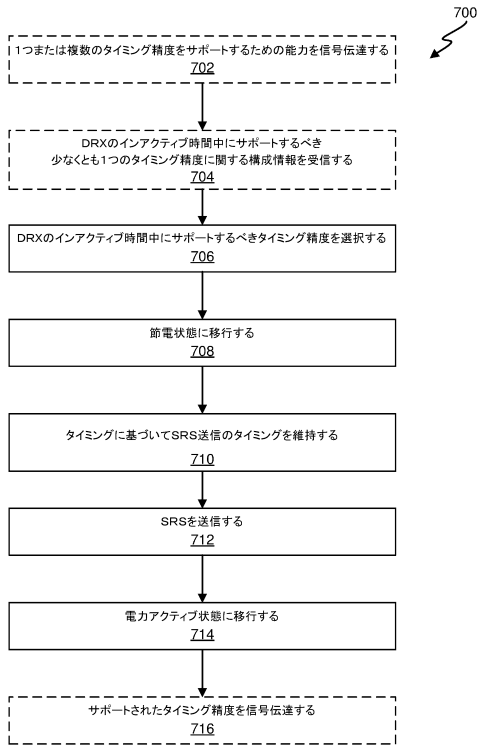 700
1つまたは複数のタイミング精度をサポートするための能力を信号伝達する
702
DRXのインアクティブ時間中にサポートするべき
少なくとも1つのタイミング精度に関する構成情報を受信する
704
DRXのインアクティブ時間中にサポートするべきタイミング精度を選択する
706
節電状態に移行する
708
タイミングに基づいてSRS送信のタイミングを維持する
710
SRSを送信する
712
電力アクティブ状態に移行する
714
サポートされたタイミング精度を信号伝達する
716